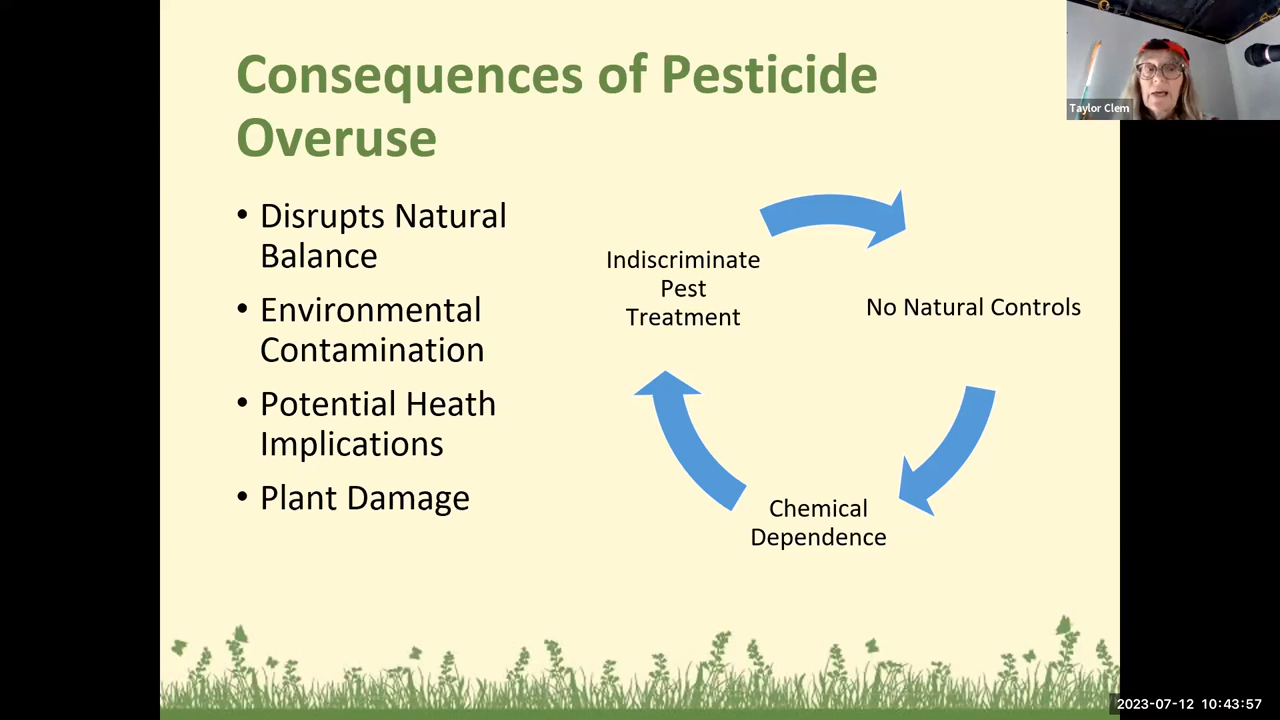 Consequences of Pesticide
Overuse
• Disrupts Natural
Balance
• Environmental
Contamination
• Potential Heath
Implications
• Plant Damage
Indiscriminate
Pest
Treatment
No Natural Controls
Chemical
Dependence
Taylor Clem
2023-07-12 10:43:57